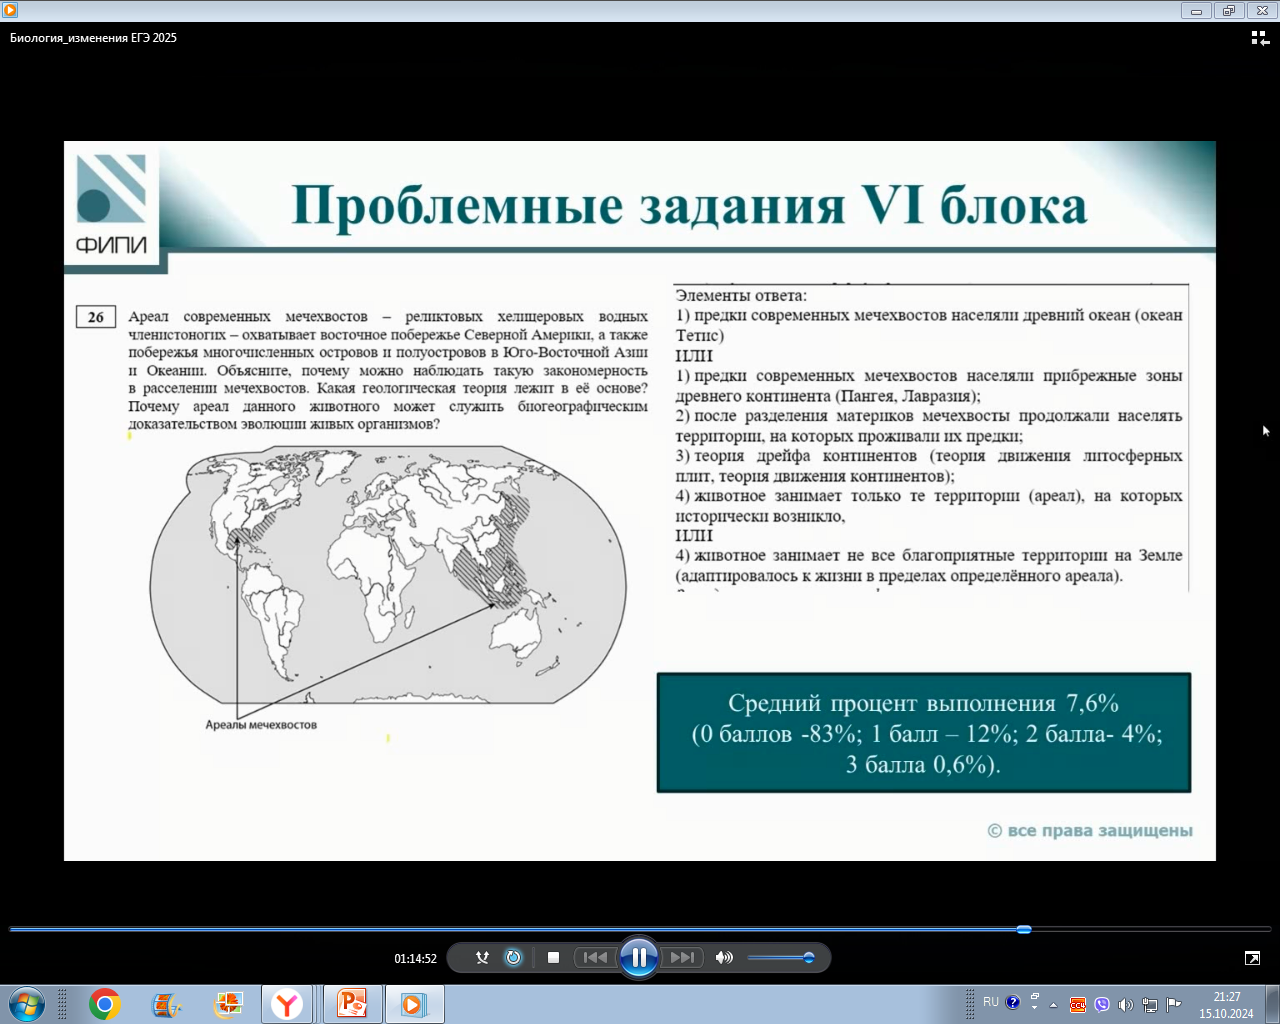 Биология_изменения ЕГЭ 2025
ФИПИ
Проблемные задания VI блока
26
Ареал современных мечехвостов – реликтовых хелицеровых водных
членистоногих – охватывает восточное побережье Северной Америки, а также
побережья многочисленных островов и полуостровов в Юго-Восточной Азии
и Океании. Объясните, почему можно наблюдать такую закономерность
в расселении мечехвостов. Какая геологическая теория лежит в её основе?
Почему ареал данного животного может служить биогеографическим
доказательством эволюции живых организмов?
Ареалы мечехвостов
Элементы ответа:
1) предки современных мечехвостов населяли древний океан (океан
Тетис)
ИЛИ
1) предки современных мечехвостов населяли прибрежные зоны
древнего континента (Пангея, Лавразия);
2) после разделения материков мечехвосты продолжали населять
территории, на которых проживали их предки;
3) теория дрейфа континентов (теория движения литосферных
плит, теория движения континентов);
4) животное занимает только те территории (ареал), на которых
исторически возникло,
ИЛИ
4) животное занимает не все благоприятные территории на Земле
(адаптировалось к жизни в пределах определённого ареала).
Средний процент выполнения 7,6%
(0 баллов -83%; 1 балл – 12%; 2 балла- 4%;
3 балла 0,6%).
© все права защищены
01:14:52
RU
21:27
15.10.2024